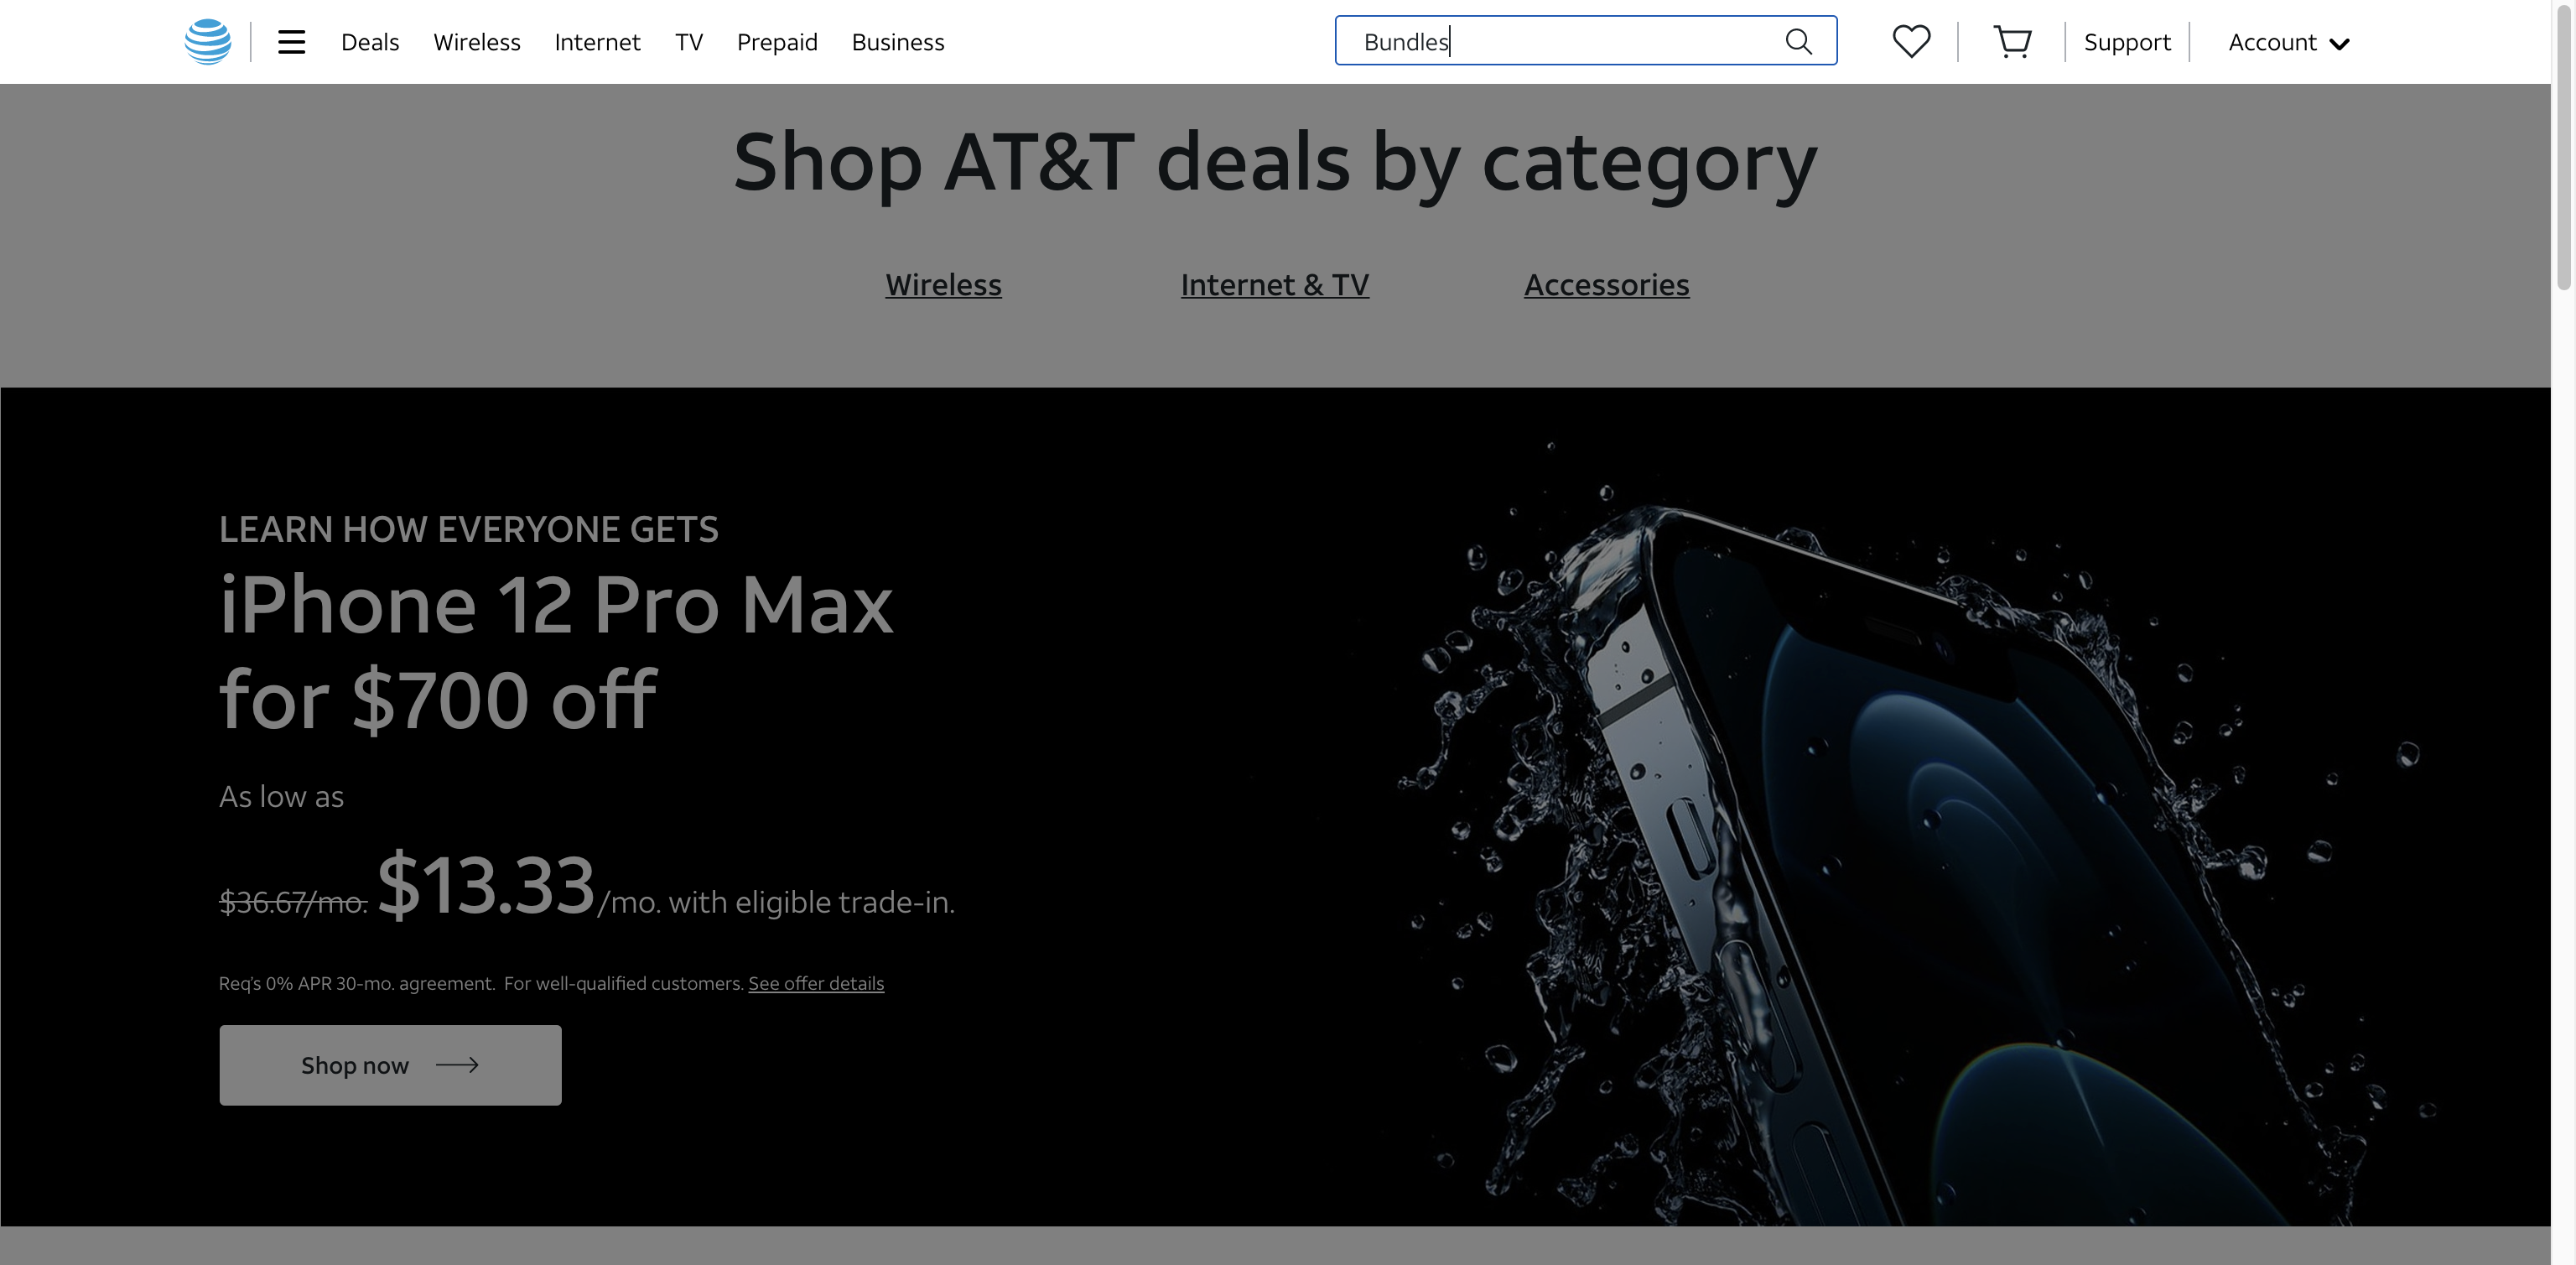 Deals Wireless Internet TV Prepaid Business Bundles Support Account
Shop AT&T deals by category
Wireless Internet & TV Accessories
LEARN HOW EVERYONE GETS
iPhone 12 Pro Max
for $700 off
As low as
$36.67/mo. $13.33/mo. with eligible trade-in.
Req's 0% APR 30-mo. agreement. For well-qualified customers. See offer details
Shop now